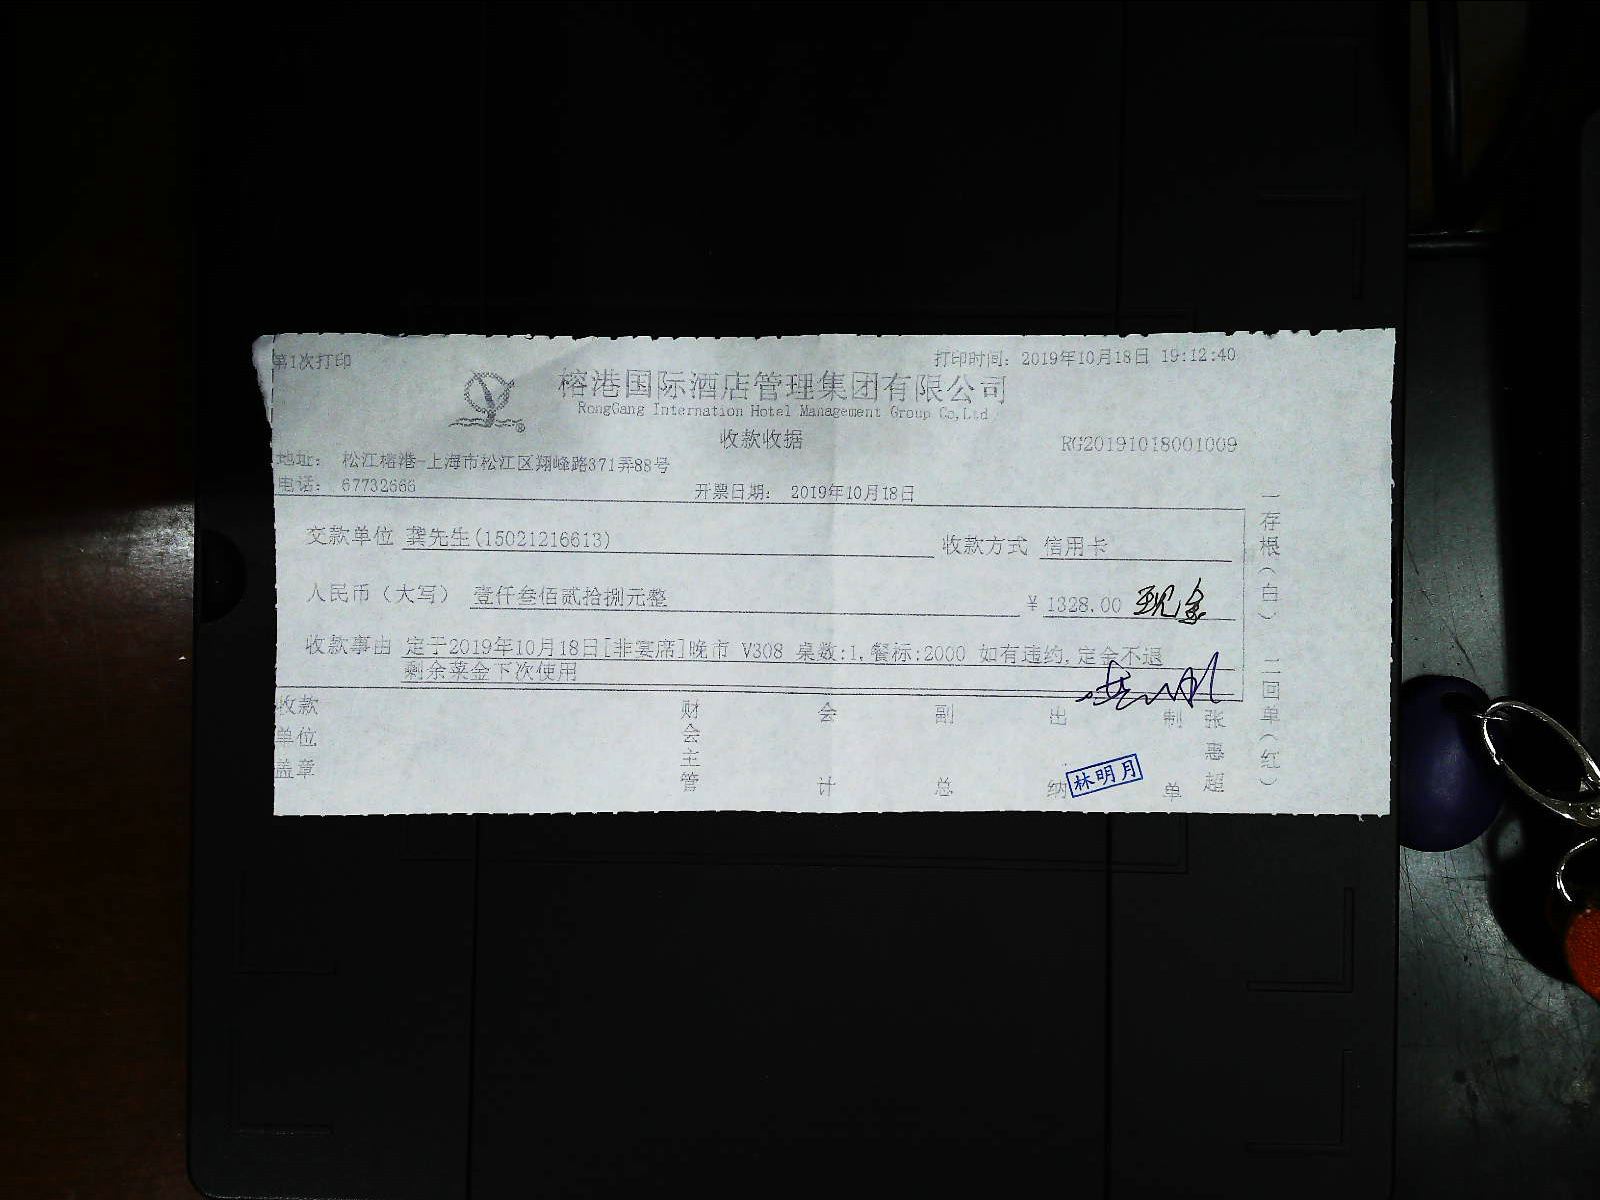 第1次打印
打印时间: 2019年10月18日 19:12:40
榕港国际酒店管理集团有限公司
RongGang Internation Hotel Management Group Co,Ltd
收款收据
RG20191018001009
地址: 松江榕港-上海市松江区翔峰路371弄88号
电话: 67732666
开票日期: 2019年10月18日
交款单位 龚先生(15021216613) 收款方式 信用卡
人民币（大写） 壹仟叁佰贰拾捌元整 ¥ 1328.00 现金
收款事由 定于2019年10月18日[非宴席]晚市 V308 桌数:1,餐标:2000 如有违约,定金不退
剩余菜金下次使用
收款单位盖章
财会主管
会计
副总
出纳
林明月
制单
张惠超
一存根（白） 二回单（红）